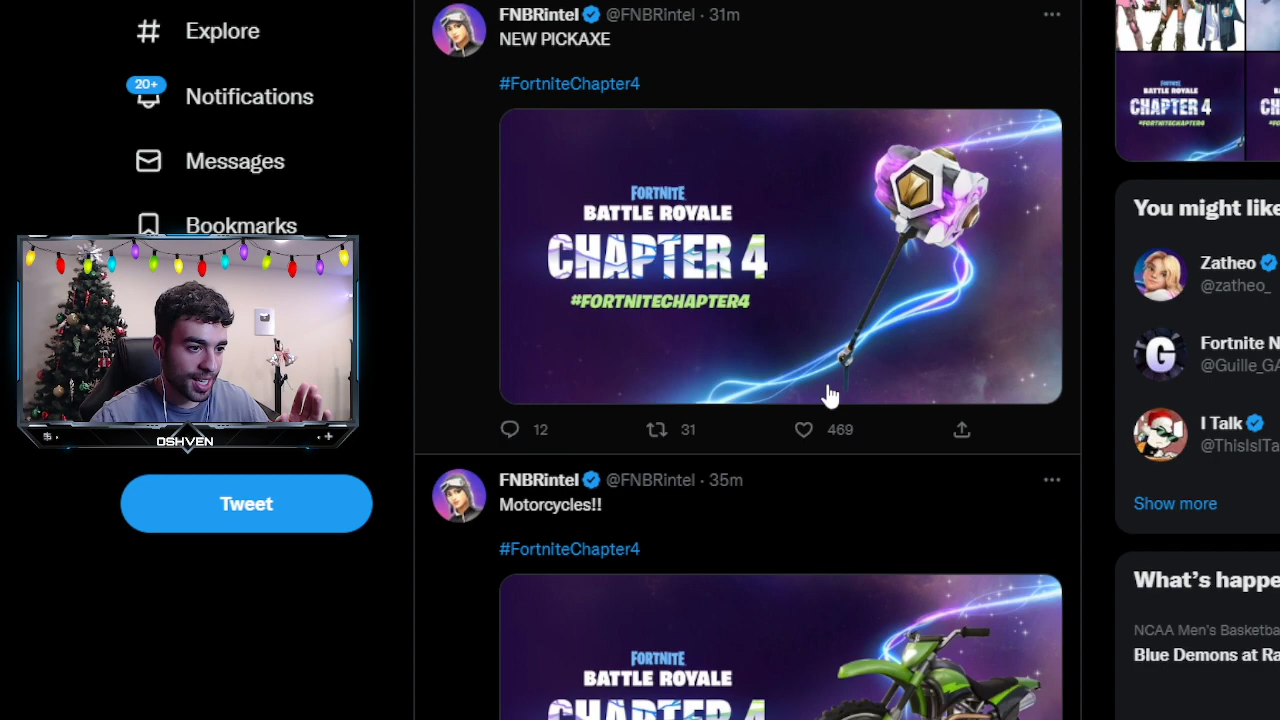 Explore
20+
Notifications
Messages
Bookmarks
OSHVEN
Tweet
FNBRintel @FNBRintel · 31m
NEW PICKAXE
#FortniteChapter4
FORTNITE
BATTLE ROYALE
CHAPTER 4
#FORTNITECHAPTER4
12 31 469
FNBRintel @FNBRintel · 35m
Motorcycles!!
#FortniteChapter4
FORTNITE
BATTLE ROYALE
CHAPTER 4
FORTNITE
BATTLE ROYALE
CHAPTER 4
#FORTNITECHAPTER4
You might like
Zatheo
@zatheo_
G
Fortnite N
@Guille_GA
I Talk
@ThisIsITa
Show more
What's happe
NCAA Men's Basketba
Blue Demons at Ra